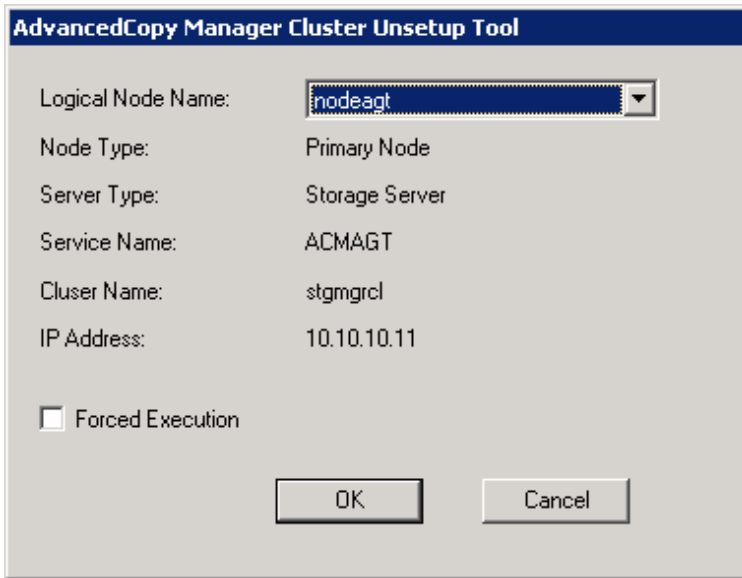 AdvancedCopy Manager Cluster Unsetup Tool
Logical Node Name: nodeagt
Node Type: Primary Node
Server Type: Storage Server
Service Name: ACMAGT
Cluser Name: stgmgrcl
IP Address: 10.10.10.11
Forced Execution
OK Cancel